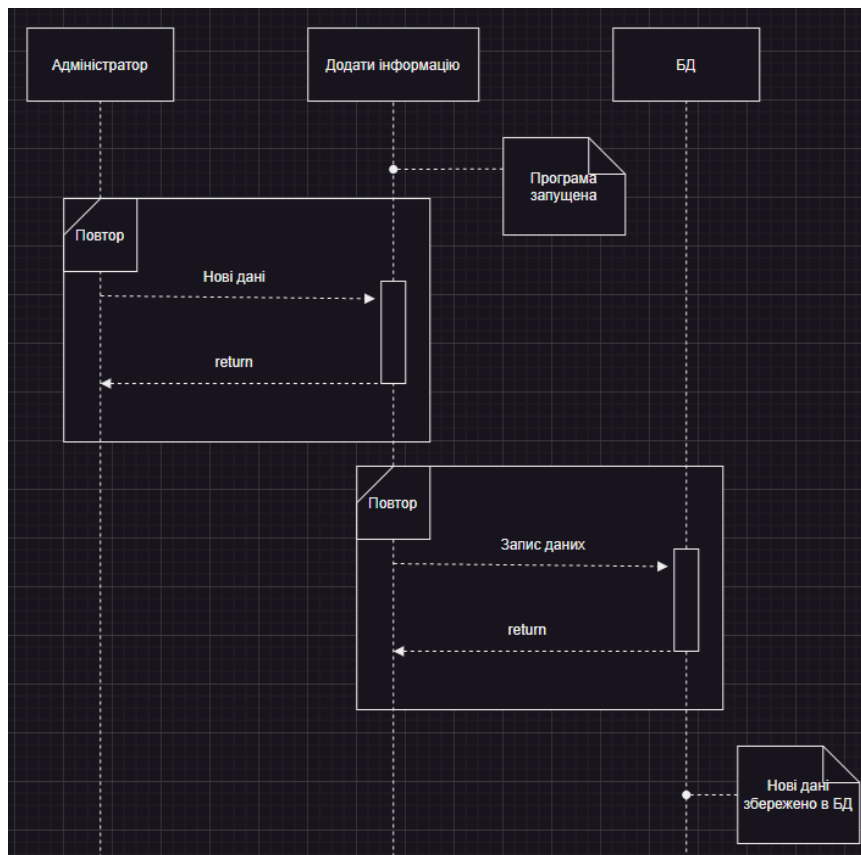 Адміністратор
Додати інформацію
БД
Програма
запущена
Повтор
Нові дані
return
Повтор
Запис даних
return
Нові дані
збережено в БД